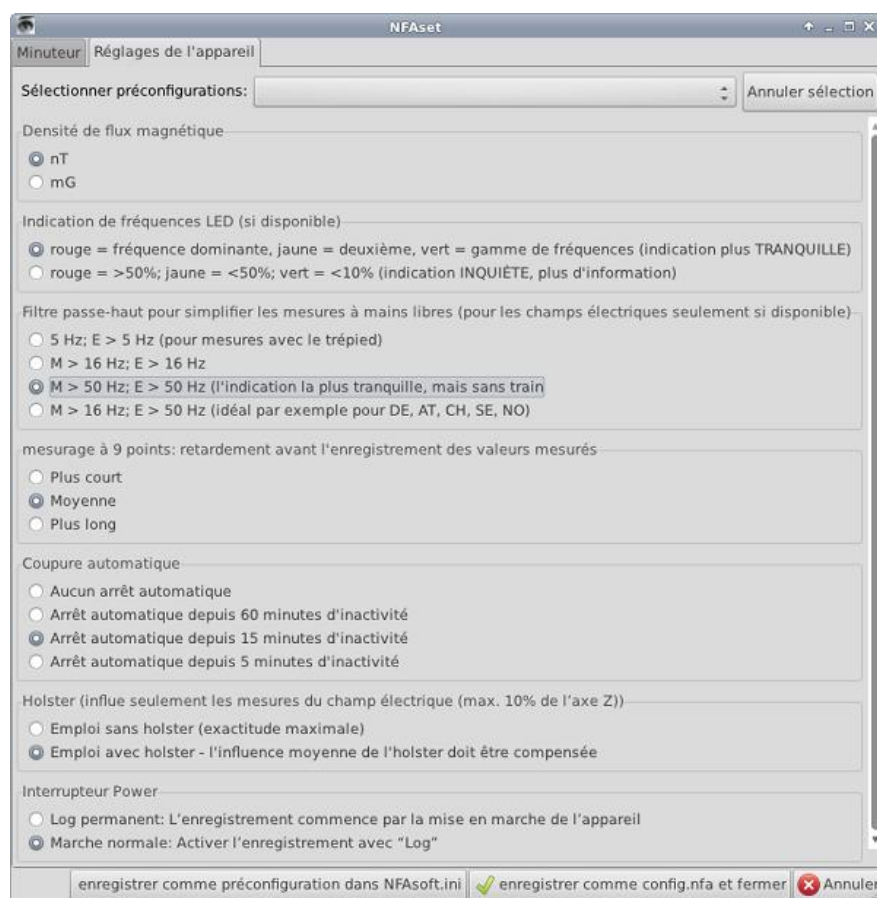 NFAset
Minuteur Réglages de l'appareil
Sélectionner préconfigurations: Annuler sélection
Densité de flux magnétique
nT
mG
Indication de fréquences LED (si disponible)
rouge = fréquence dominante, jaune = deuxième, vert = gamme de fréquences (indication plus TRANQUILLE)
rouge = >50%; jaune = <50%; vert = <10% (indication INQUIÈTE, plus d'information)
Filtre passe-haut pour simplifier les mesures à mains libres (pour les champs électriques seulement si disponible)
5 Hz; E > 5 Hz (pour mesures avec le trépied)
M > 16 Hz; E > 16 Hz
M > 50 Hz; E > 50 Hz (l'indication la plus tranquille, mais sans train
M > 16 Hz; E > 50 Hz (idéal par exemple pour DE, AT, CH, SE, NO)
mesurage à 9 points: retardement avant l'enregistrement des valeurs mesurés
Plus court
Moyenne
Plus long
Coupure automatique
Aucun arrêt automatique
Arrêt automatique depuis 60 minutes d'inactivité
Arrêt automatique depuis 15 minutes d'inactivité
Arrêt automatique depuis 5 minutes d'inactivité
Holster (influe seulement les mesures du champ électrique (max. 10% de l'axe Z))
Emploi sans holster (exactitude maximale)
Emploi avec holster - l'influence moyenne de l'holster doit être compensée
Interrupteur Power
Log permanent: L'enregistrement commence par la mise en marche de l'appareil
Marche normale: Activer l'enregistrement avec “Log”
enregistrer comme préconfiguration dans NFAsoft.ini enregistrer comme config.nfa et fermer Annuler